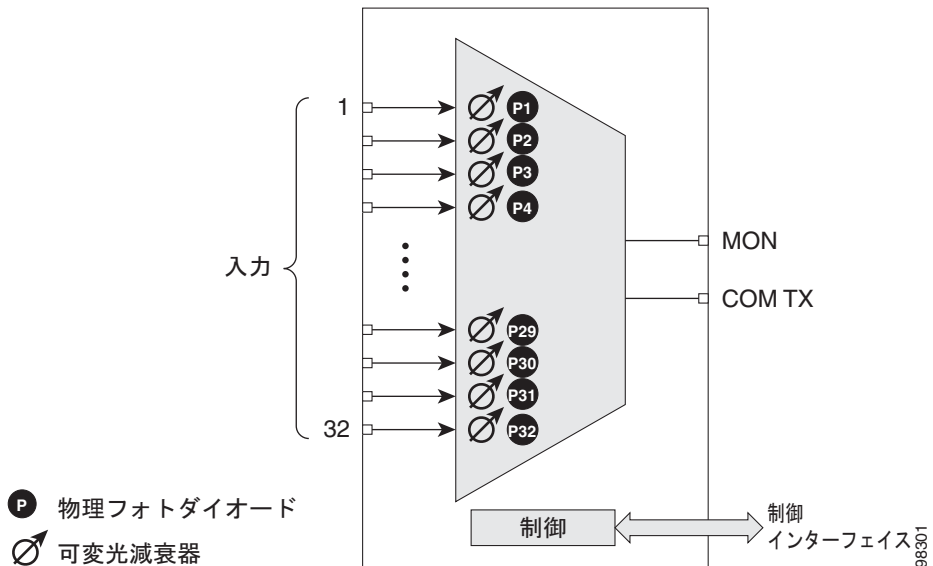 1
P1
P2
P3
P4
入力
MON
COM TX
P29
P30
P31
32
P32
P 物理フォトダイオード
可変光減衰器
制御
制御
インターフェイス
98301